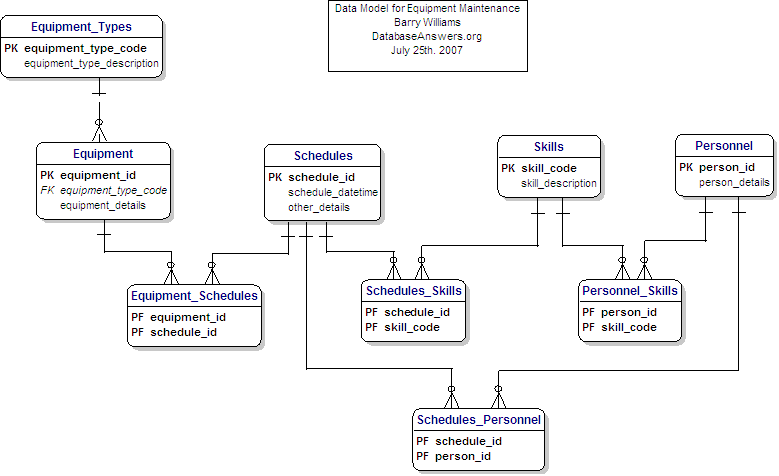 Data Model for Equipment Maintenance
Barry Williams
DatabaseAnswers.org
July 25th. 2007
Equipment_Types
PK equipment_type_code
equipment_type_description
Equipment
PK equipment_id
FK equipment_type_code
equipment_details
Schedules
PK schedule_id
schedule_datetime
other_details
Skills
PK skill_code
skill_description
Personnel
PK person_id
person_details
Equipment_Schedules
PF equipment_id
PF schedule_id
Schedules_Skills
PF schedule_id
PF skill_code
Personnel_Skills
PF person_id
PF skill_code
Schedules_Personnel
PF schedule_id
PF person_id